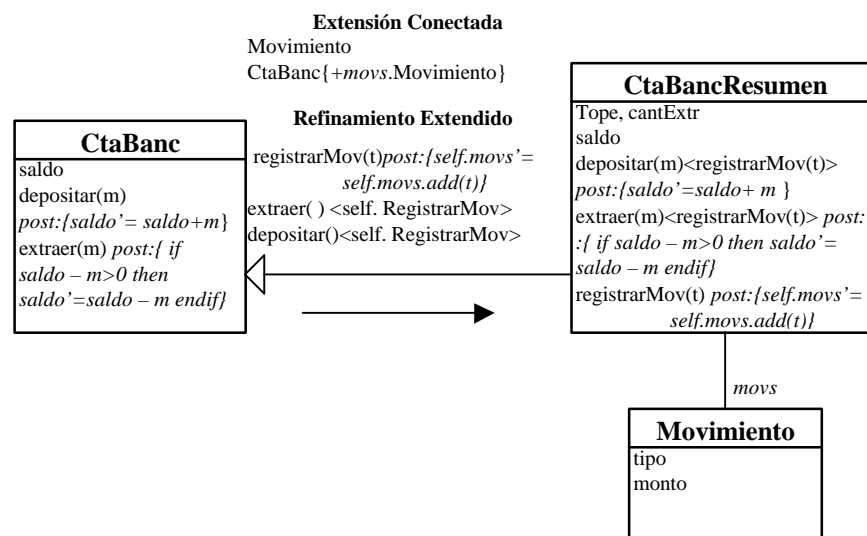 Extensión Conectada
Movimiento
CtaBanc{+movs.Movimiento}
Refinamiento Extendido
registrarMov(t)post:{self.movs’=
self.movs.add(t)}
extraer( ) <self. RegistrarMov>
depositar()<self. RegistrarMov>
CtaBanc
saldo
depositar(m)
post:{saldo’= saldo+m}
extraer(m) post:{ if
saldo – m>0 then
saldo’=saldo – m endif}
CtaBancResumen
Tope, cantExtr
saldo
depositar(m)<registrarMov(t)>
post:{saldo’=saldo+ m }
extraer(m)<registrarMov(t)> post:
:{ if saldo – m>0 then saldo’=
saldo – m endif}
registrarMov(t) post:{self.movs’=
self.movs.add(t)}
movs
Movimiento
tipo
monto